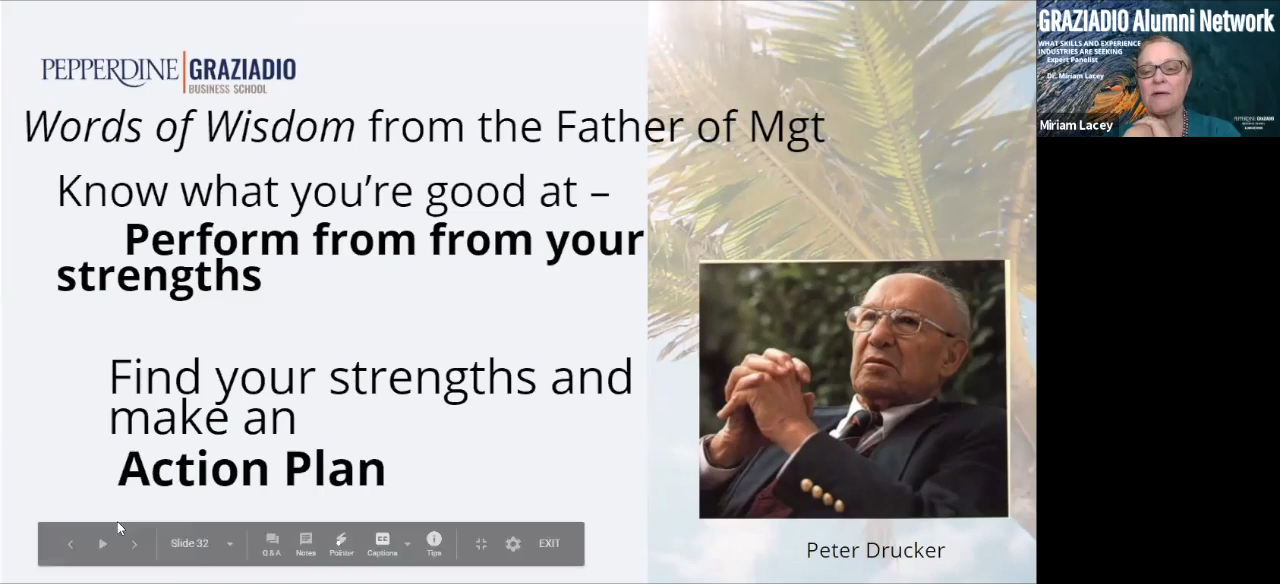 PEPPERDINE GRAZIADIO
BUSINESS SCHOOL
Words of Wisdom from the Father of Mgt
Know what you’re good at –
Perform from from your
strengths
Find your strengths and
make an
Action Plan
Peter Drucker
Slide 32
Q&A
Notes
Pointer
Captions
Tips
EXIT
GRAZIADIO Alumni Network
WHAT SKILLS AND EXPERIENCE
INDUSTRIES ARE SEEKING
Expert Panelist
Dr. Miriam Lacey
Miriam Lacey